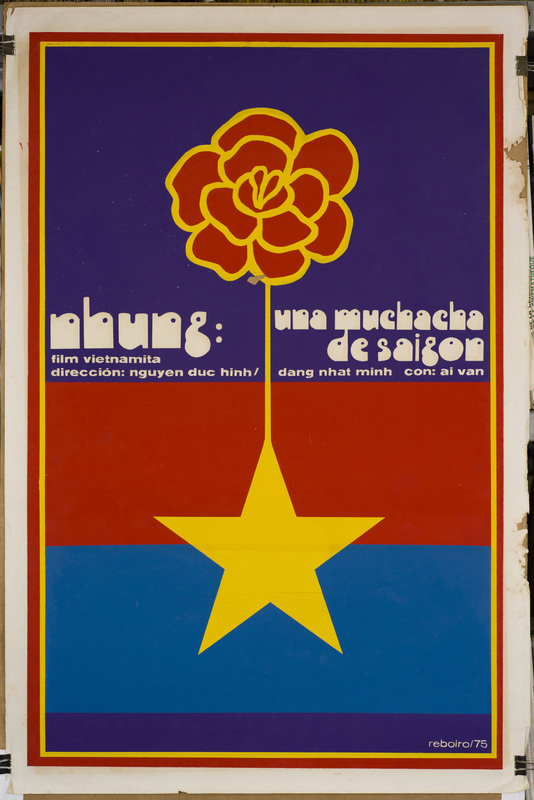 nhung: una muchacha
de saigon
film vietnamita
dirección: nguyen duc hinh/ dang nhat minh con: ai van
reboiro/75